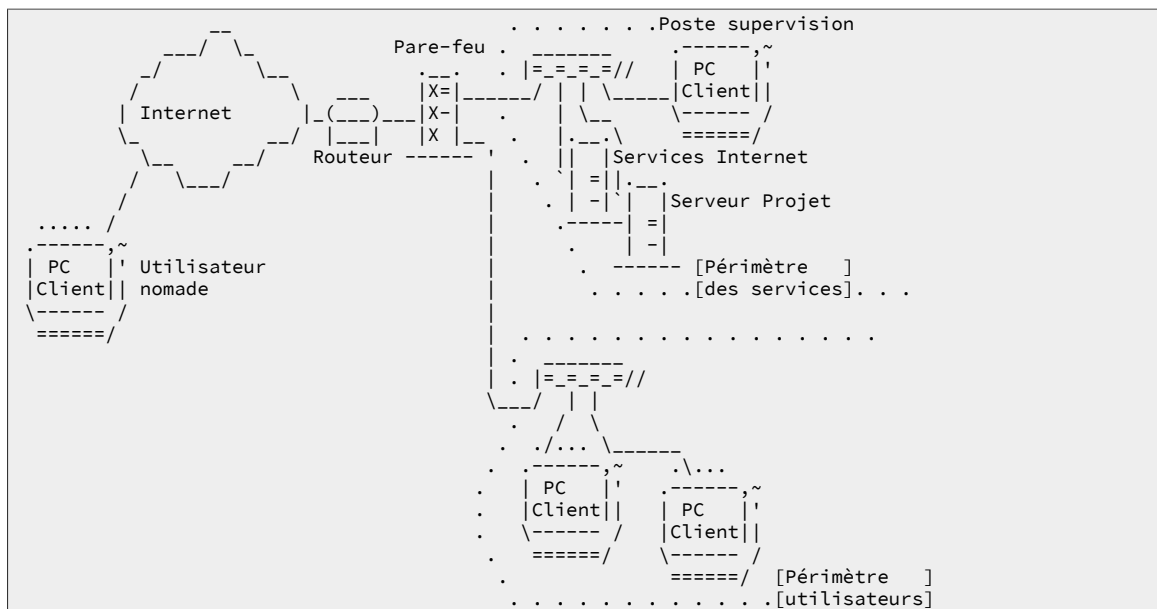 Poste supervision
Pare-feu
PC
Client
Internet
Routeur
Services Internet
Serveur Projet
PC
Client
Utilisateur
nomade
[Périmètre ]
[des services]
PC
Client
PC
Client
[Périmètre ]
[utilisateurs]